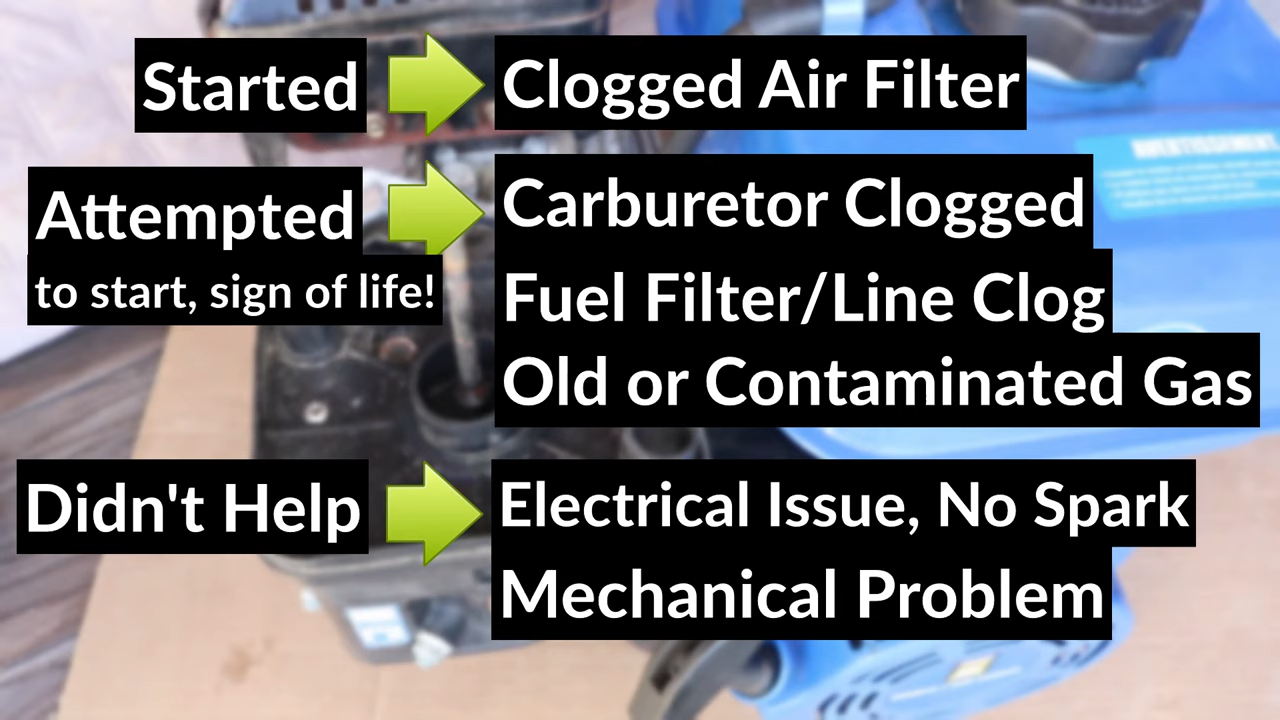 Started
Clogged Air Filter
Attempted
to start, sign of life!
Carburetor Clogged
Fuel Filter/Line Clog
Old or Contaminated Gas
Didn't Help
Electrical Issue, No Spark
Mechanical Problem
AVERTISSEMENT